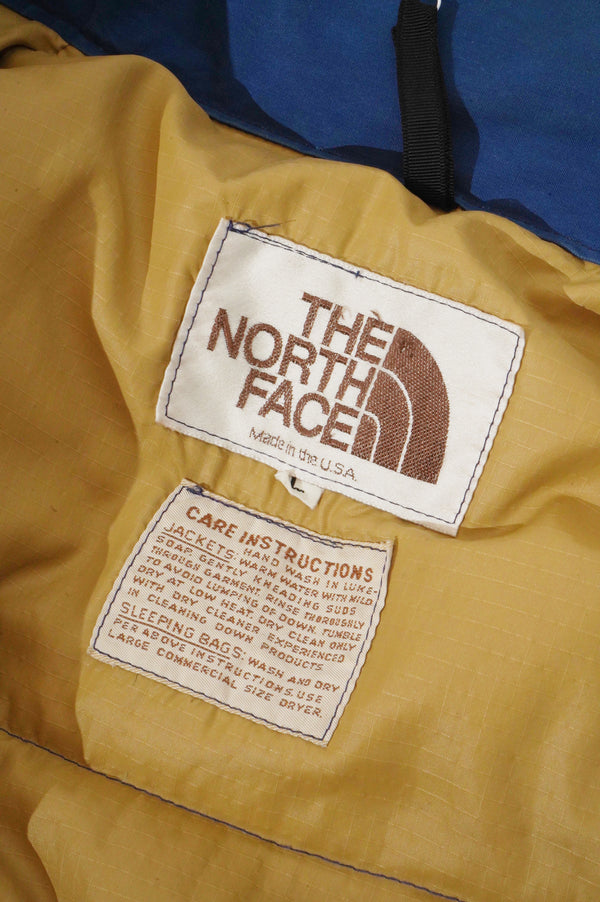 THE
NORTH
FACE
Made in the U.S.A.
L
CARE INSTRUCTIONS
JACKETS: HAND WASH IN LUKE-
WARM WATER WITH MILD
SOAP. GENTLY KNEADING SUDS
THROUGH GARMENT. RINSE THOROUGHLY
TO AVOID LUMPING OF DOWN. TUMBLE
DRY AT LOW HEAT. DRY CLEAN ONLY
WITH DRY CLEANER EXPERIENCED
IN CLEANING DOWN PRODUCTS.
SLEEPING BAGS: WASH AND DRY
PER ABOVE INSTRUCTIONS. USE
LARGE COMMERCIAL SIZE DRYER.